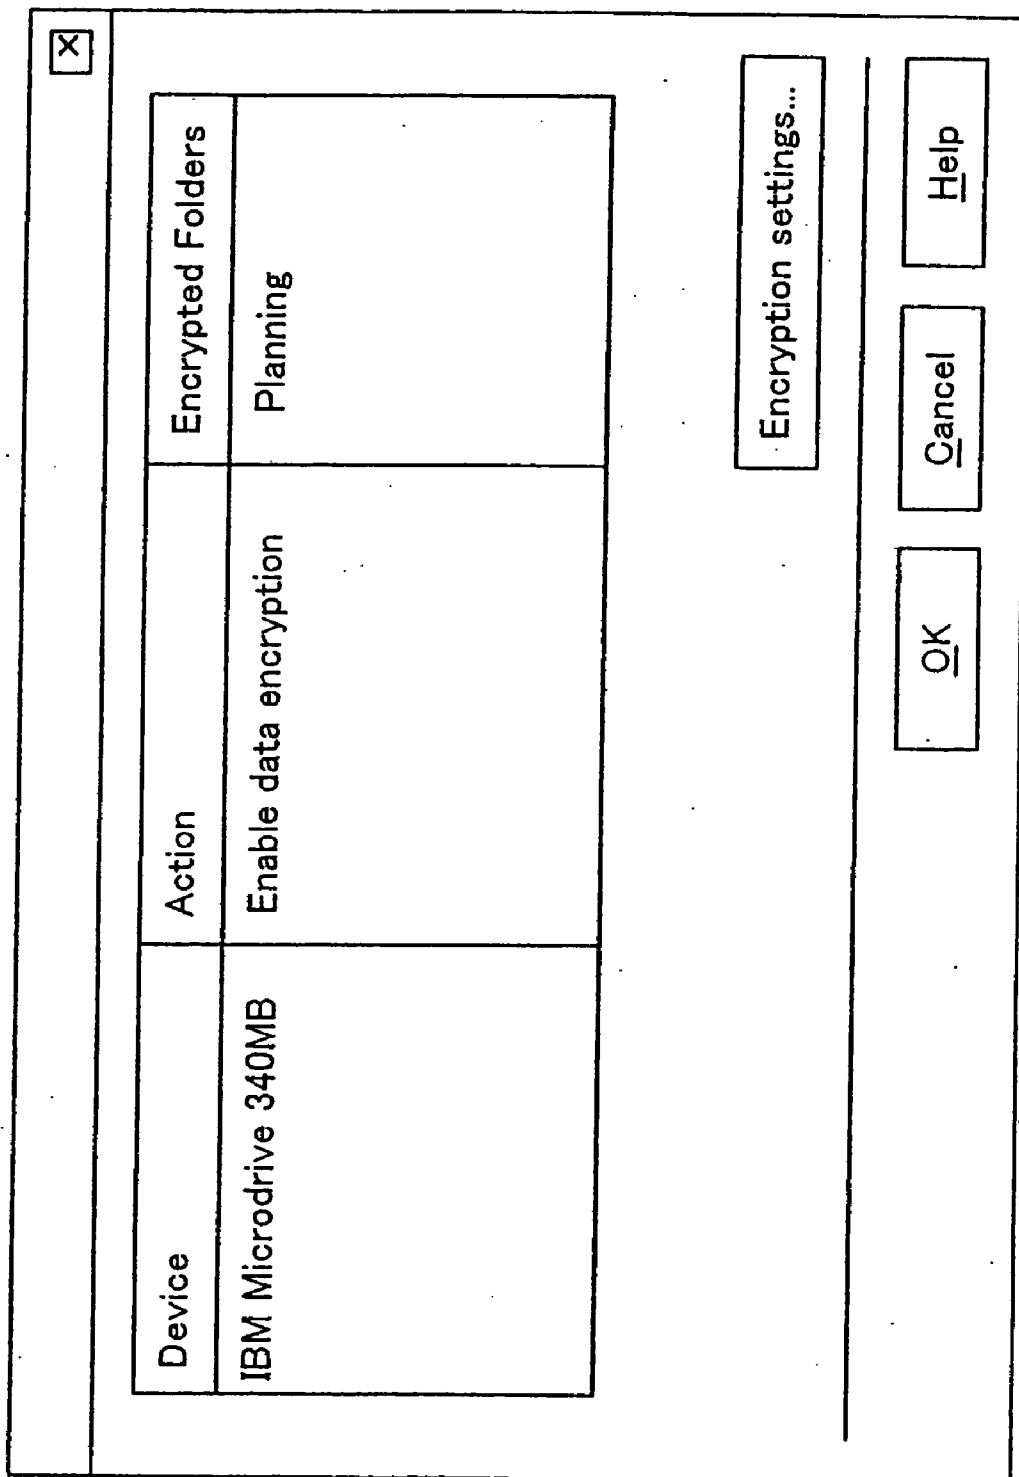 X
Device Action Encrypted Folders
IBM Microdrive 340MB Enable data encryption Planning
Encryption settings...
OK Cancel Help